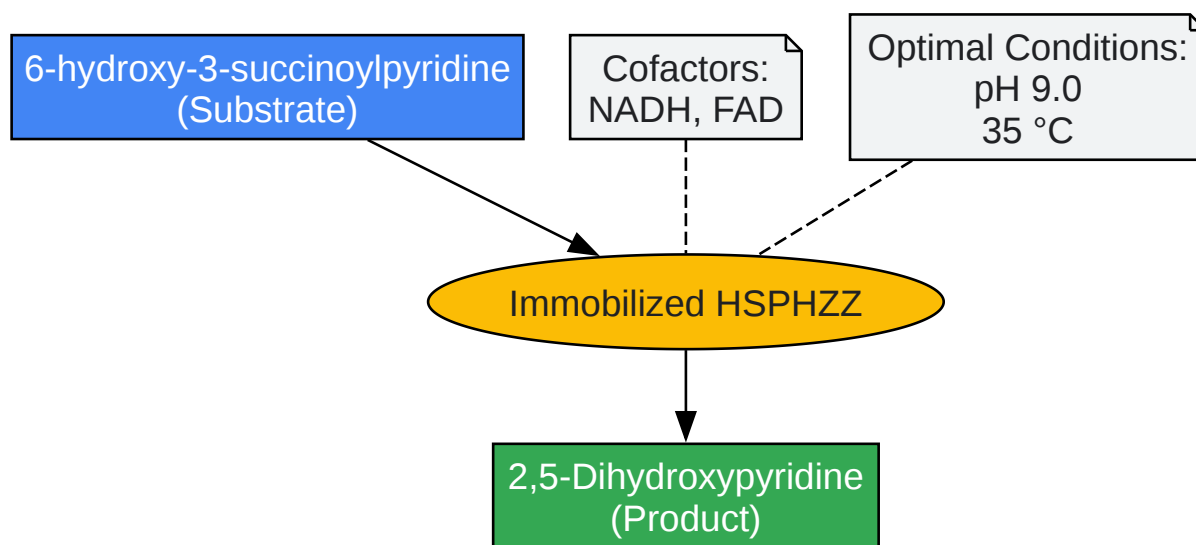 6-hydroxy-3-succinoylpyridine
(Substrate)
Cofactors:
NADH, FAD
Optimal Conditions:
pH 9.0
35 °C
Immobilized HSPHZZ
2,5-Dihydroxypyridine
(Product)